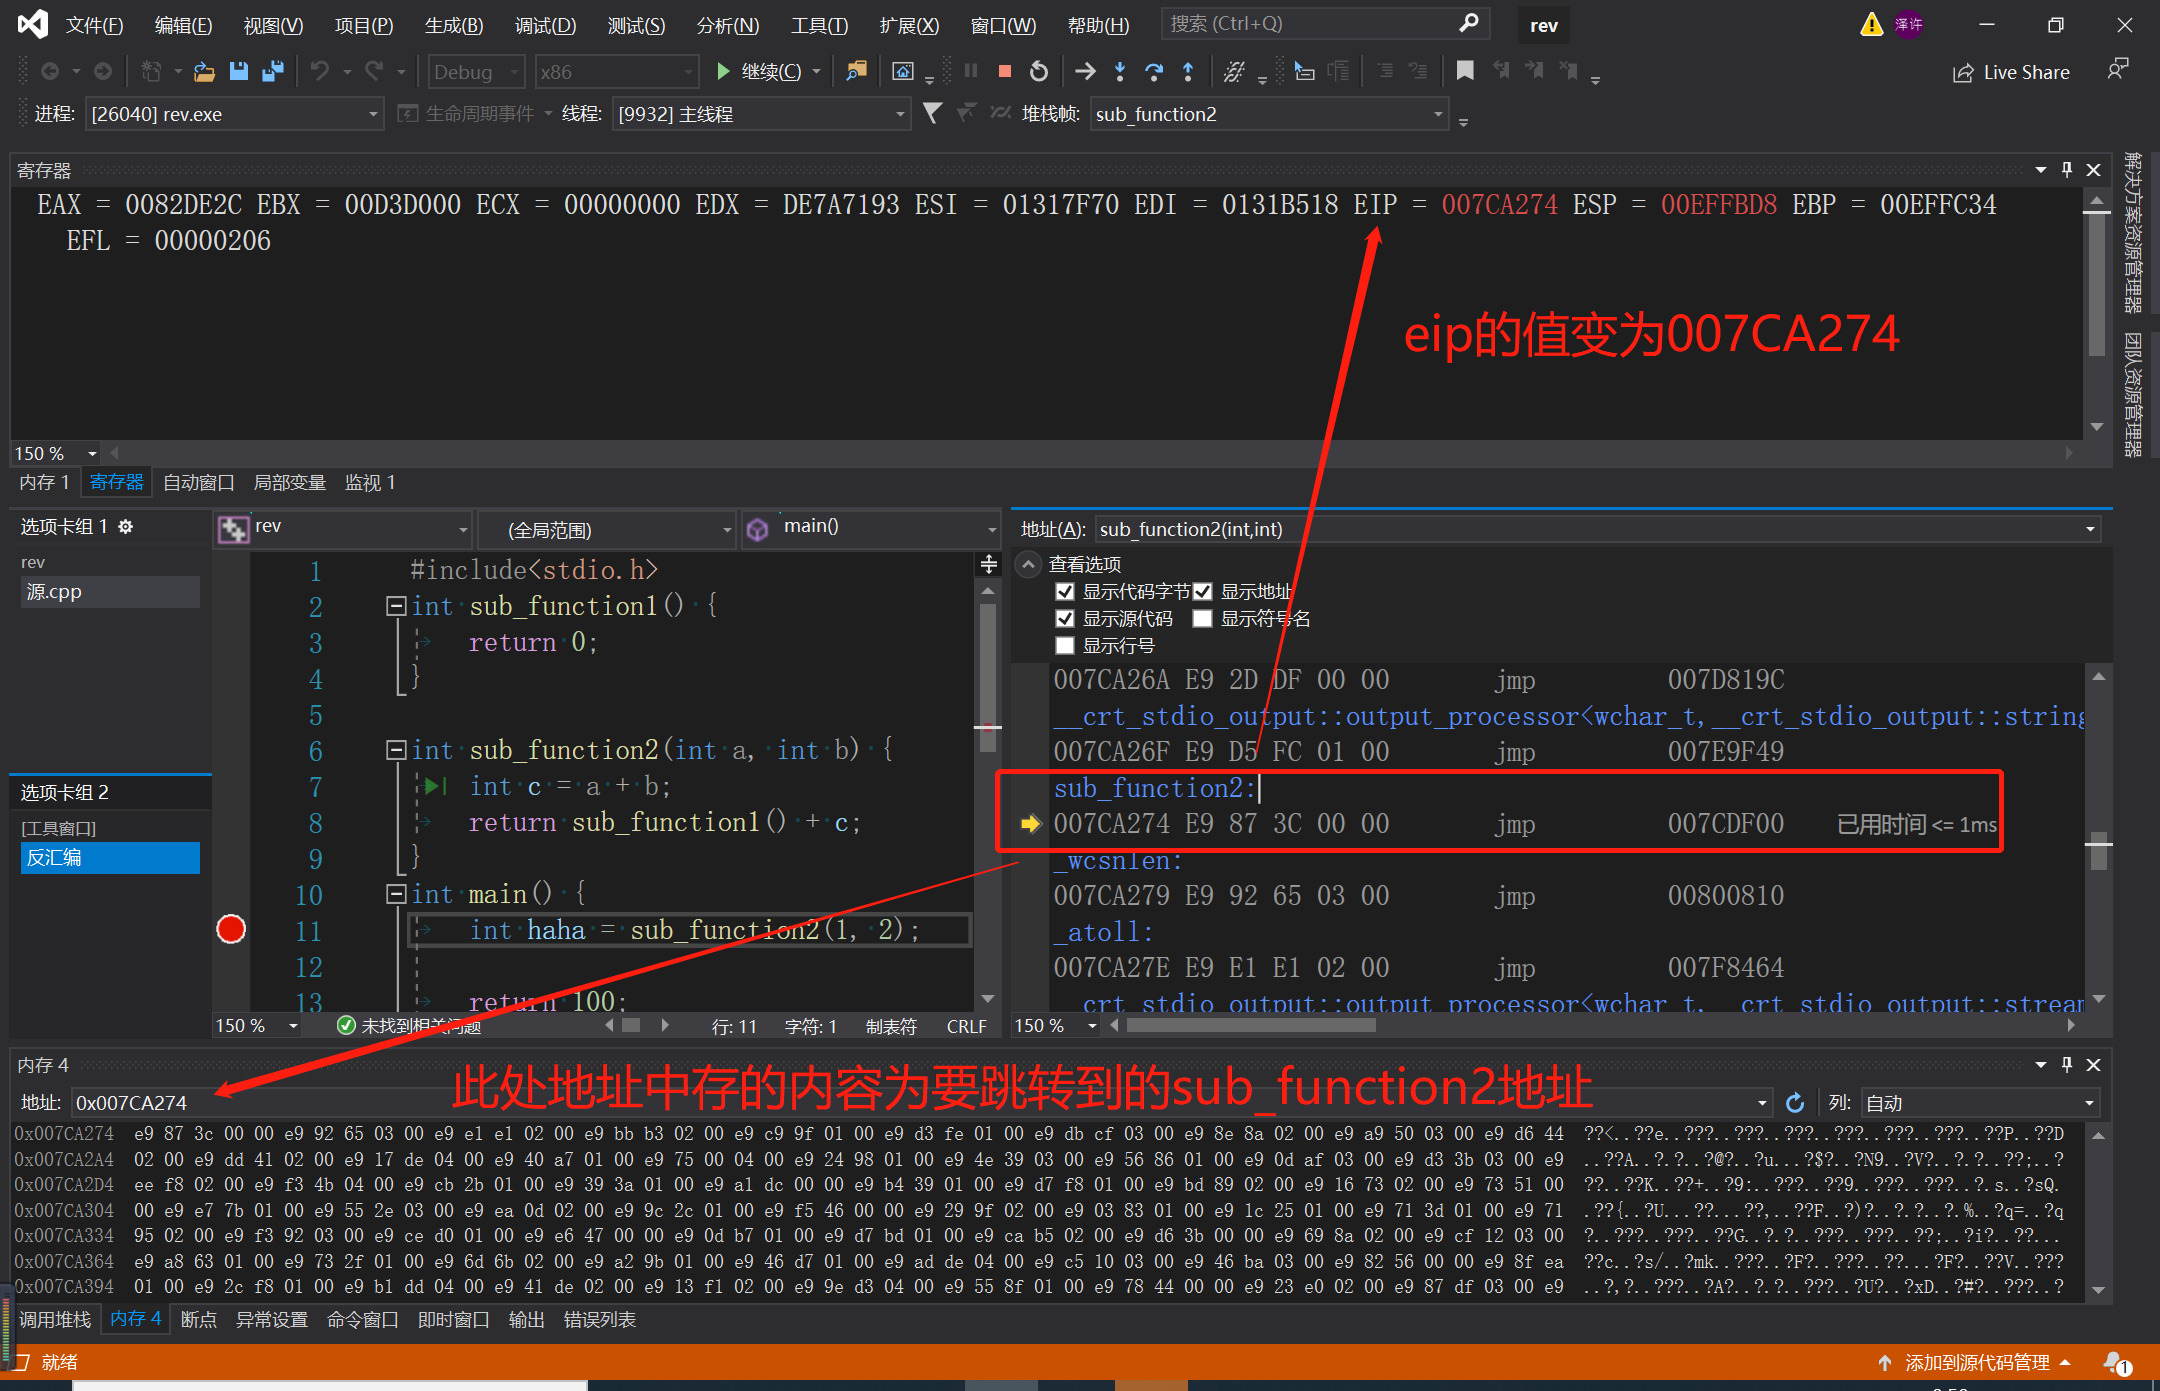 文件(F) 编辑(E) 视图(V) 项目(P) 生成(B) 调试(D) 测试(S) 分析(N) 工具(T) 扩展(X) 窗口(W) 帮助(H) 搜索 (Ctrl+Q) rev 泽许
Debug x86 继续(C) Live Share
进程: [26040] rev.exe 生命周期事件 线程: [9932] 主线程 堆栈帧: sub_function2
寄存器
EAX = 0082DE2C EBX = 00D3D000 ECX = 00000000 EDX = DE7A7193 ESI = 01317F70 EDI = 0131B518 EIP = 007CA274 ESP = 00EFFBD8 EBP = 00EFFC34
EFL = 00000206
eip的值变为007CA274
150 %
内存 1 寄存器 自动窗口 局部变量 监视 1
解决方案资源管理器
团队资源管理器
选项卡组 1
rev
源.cpp
选项卡组 2
[工具窗口]
反汇编
rev (全局范围) main()
1 #include<stdio.h>
2 int sub_function1() {
3 return 0;
4 }
5
6 int sub_function2(int a, int b) {
7 int c = a + b;
8 return sub_function1() + c;
9 }
10 int main() {
11 int haha = sub_function2(1, 2);
12
13 return 100;
150 % 未找到相关问题 行: 11 字符: 1 制表符 CRLF
地址(A): sub_function2(int,int)
查看选项
显示代码字节 显示地址
显示源代码 显示符号名
显示行号
007CA26A E9 2D DF 00 00 jmp 007D819C
__crt_stdio_output::output_processor<wchar_t,__crt_stdio_output::string
007CA26F E9 D5 FC 01 00 jmp 007E9F49
sub_function2:
007CA274 E9 87 3C 00 00 jmp 007CDF00 已用时间 <= 1ms
_wcsnlen:
007CA279 E9 92 65 03 00 jmp 00800810
_atoll:
007CA27E E9 E1 E1 02 00 jmp 007F8464
__crt_stdio_output::output_processor<wchar_t,__crt_stdio_output::stream
150 %
内存 4
此处地址中存的内容为要跳转到的sub_function2地址
地址: 0x007CA274 列: 自动
0x007CA274 e9 87 3c 00 00 e9 92 65 03 00 e9 e1 e1 02 00 e9 bb b3 02 00 e9 c9 9f 01 00 e9 d3 fe 01 00 e9 db cf 03 00 e9 8e 8a 02 00 e9 a9 50 03 00 e9 d6 44 ??<..??e..???..???..???..???..???..???..??P..??D
0x007CA2A4 02 00 e9 dd 41 02 00 e9 17 de 04 00 e9 40 a7 01 00 e9 75 00 04 00 e9 24 98 01 00 e9 4e 39 03 00 e9 56 86 01 00 e9 0d af 03 00 e9 d3 3b 03 00 e9 ..??A..?.?..?@?..?u...?$?..?N9..?V?..?.?..??;..?
0x007CA2D4 ee f8 02 00 e9 f3 4b 04 00 e9 cb 2b 01 00 e9 39 3a 01 00 e9 a1 dc 00 00 e9 b4 39 01 00 e9 d7 f8 01 00 e9 bd 89 02 00 e9 16 73 02 00 e9 73 51 00 ??..??K..??+..?9:..???..??9..???..???..?.s..?sQ.
0x007CA304 00 e9 e7 7b 01 00 e9 55 2e 03 00 e9 ea 0d 02 00 e9 9c 2c 01 00 e9 f5 46 00 00 e9 29 9f 02 00 e9 03 83 01 00 e9 1c 25 01 00 e9 71 3d 01 00 e9 71 .??{..?U...??...??,..??F..?)?..?.?..?.%..?q=..?q
0x007CA334 95 02 00 e9 f3 92 03 00 e9 ce d0 01 00 e9 e6 47 00 00 e9 0d b7 01 00 e9 d7 bd 01 00 e9 ca b5 02 00 e9 d6 3b 00 00 e9 69 8a 02 00 e9 cf 12 03 00 ?..???..???..??G..?.?..???..???..??;..?i?..??...
0x007CA364 e9 a8 63 01 00 e9 73 2f 01 00 e9 6d 6b 02 00 e9 a2 9b 01 00 e9 46 d7 01 00 e9 ad de 04 00 e9 c5 10 03 00 e9 46 ba 03 00 e9 82 56 00 00 e9 8f ea ??c..?s/..?mk..???..?F?..???..??...?F?..??V..???
0x007CA394 01 00 e9 2c f8 01 00 e9 b1 dd 04 00 e9 41 de 02 00 e9 13 f1 02 00 e9 9e d3 04 00 e9 55 8f 01 00 e9 78 44 00 00 e9 23 e0 02 00 e9 87 df 03 00 e9 ..?,?..???..?A?..?.?..???..?U?..?xD..?#?..???..?
调用堆栈 内存 4 断点 异常设置 命令窗口 即时窗口 输出 错误列表
就绪 添加到源代码管理 1